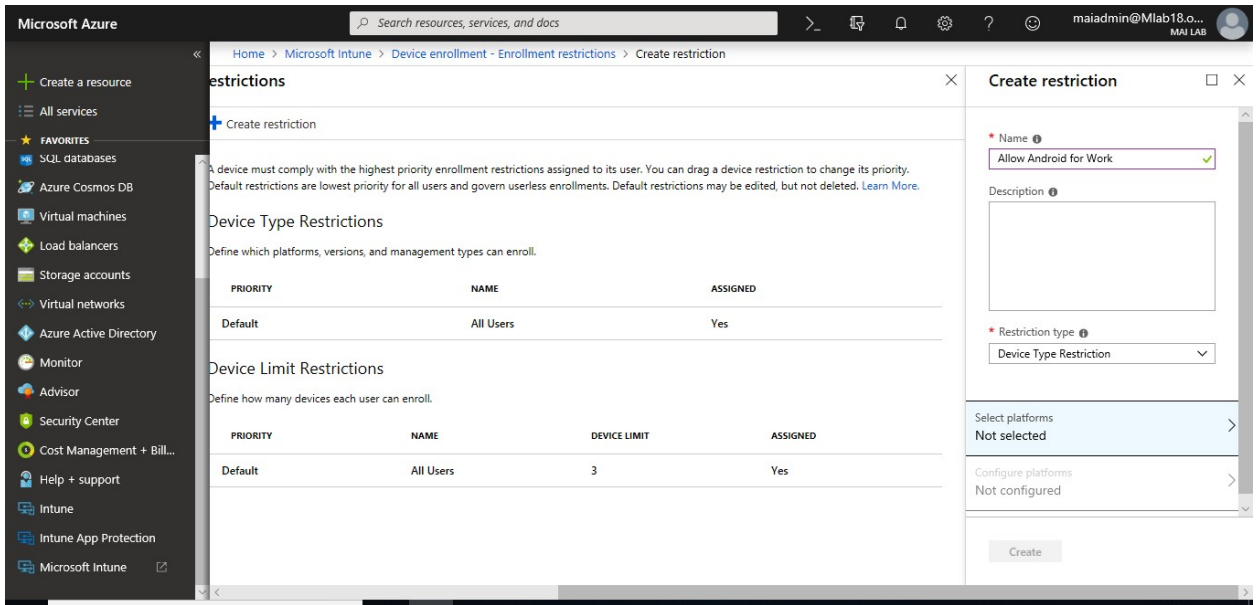 Microsoft Azure
Search resources, services, and docs
maiadmin@Mlab18.o...
MAI LAB
Home > Microsoft Intune > Device enrollment - Enrollment restrictions > Create restriction
Create a resource
All services
FAVORITES
SQL databases
Azure Cosmos DB
Virtual machines
Load balancers
Storage accounts
Virtual networks
Azure Active Directory
Monitor
Advisor
Security Center
Cost Management + Bill...
Help + support
Intune
Intune App Protection
Microsoft Intune
estrictions
Create restriction
A device must comply with the highest priority enrollment restrictions assigned to its user. You can drag a device restriction to change its priority.
Default restrictions are lowest priority for all users and govern userless enrollments. Default restrictions may be edited, but not deleted. Learn More.
Device Type Restrictions
Define which platforms, versions, and management types can enroll.
PRIORITY NAME ASSIGNED
Default All Users Yes
Device Limit Restrictions
Define how many devices each user can enroll.
PRIORITY NAME DEVICE LIMIT ASSIGNED
Default All Users 3 Yes
Create restriction
* Name
Allow Android for Work
Description
* Restriction type
Device Type Restriction
Select platforms
Not selected
Configure platforms
Not configured
Create